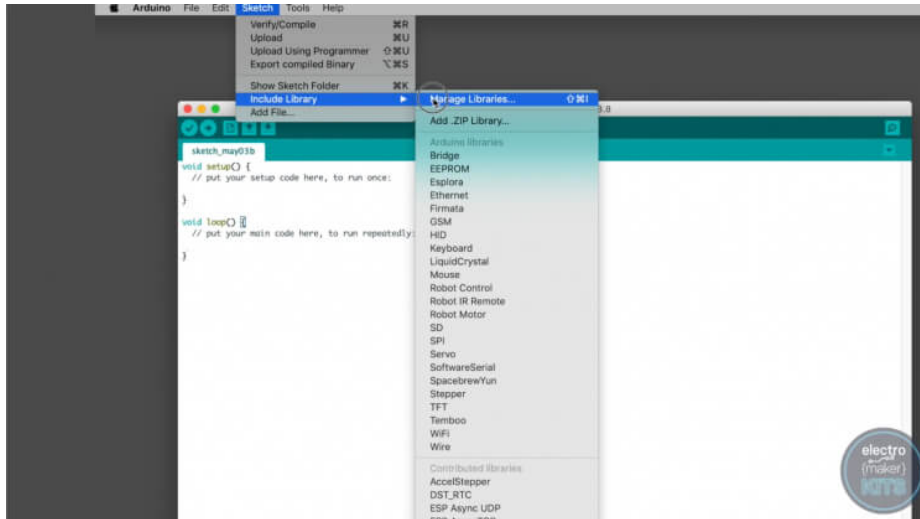 Arduino File Edit Sketch Tools Help
Verify/Compile ⌘R
Upload ⌘U
Upload Using Programmer ⇧⌘U
Export compiled Binary ⌥⌘S
Show Sketch Folder ⌘K
Include Library
Add File...
Manage Libraries... ⇧⌘I
Add .ZIP Library...
Arduino libraries
Bridge
EEPROM
Esplora
Ethernet
Firmata
GSM
HID
Keyboard
LiquidCrystal
Mouse
Robot Control
Robot IR Remote
Robot Motor
SD
SPI
Servo
SoftwareSerial
SpacebrewYun
Stepper
TFT
Temboo
WiFi
Wire
Contributed libraries
AccelStepper
DST_RTC
ESP Async UDP
sketch_may03b
void setup() {
// put your setup code here, to run once:
}
void loop() {
// put your main code here, to run repeatedly:
}
electro
{maker}
KITS